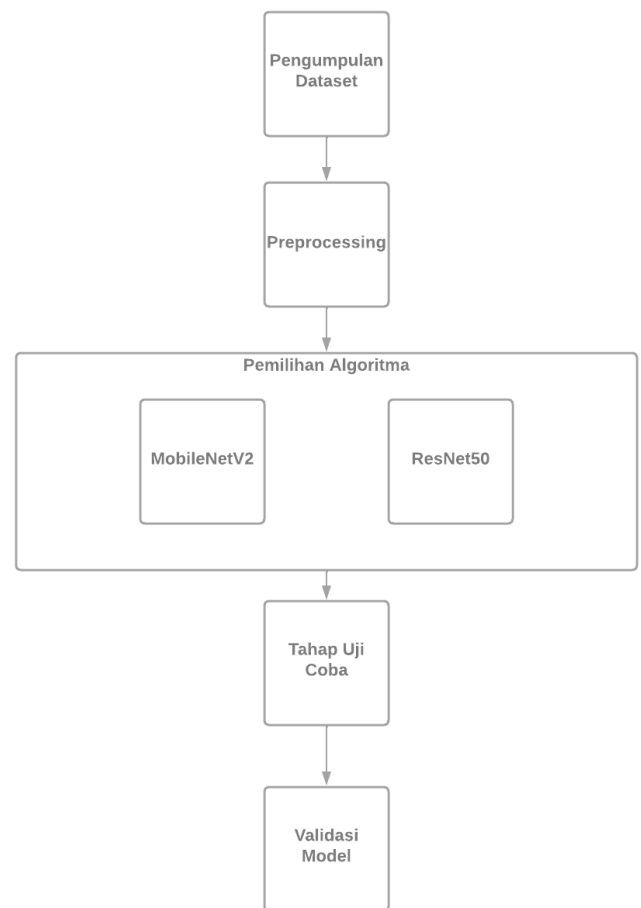 Pengumpulan
Dataset
Preprocessing
Pemilihan Algoritma
MobileNetV2
ResNet50
Tahap Uji
Coba
Validasi
Model